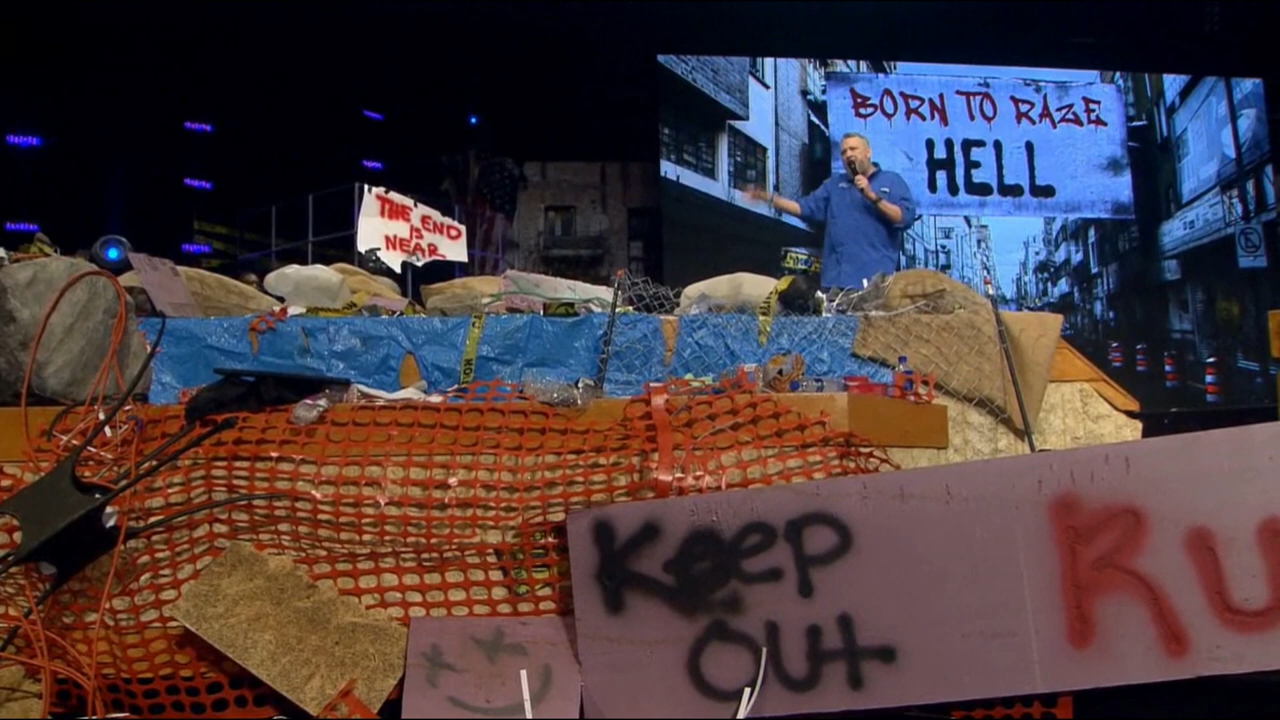 BORN TO RAZE
HELL
THE END
IS
NEAR
KEEP
OUT
RU